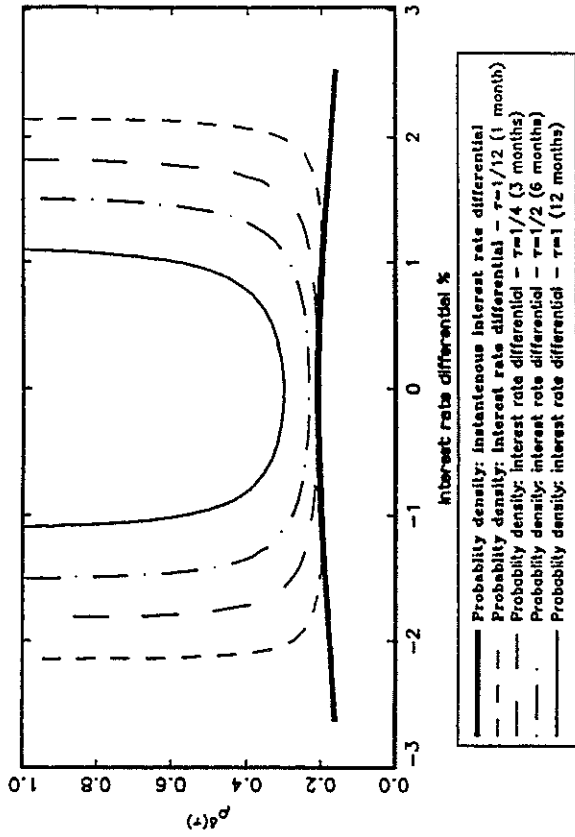 1.0
0.8
0.6
0.4
0.2
0.0
ρ^δ(τ)
-3
-2
-1
0
1
2
3
Interest rate differential %
Probability density: Instantenous interest rate differential
Probability density: Interest rate differential - τ=1/12 (1 month)
Probability density: interest rate differential - τ=1/4 (3 months)
Probability density: interest rate differential - τ=1/2 (6 months)
Probability density: interest rate differential - τ=1 (12 months)